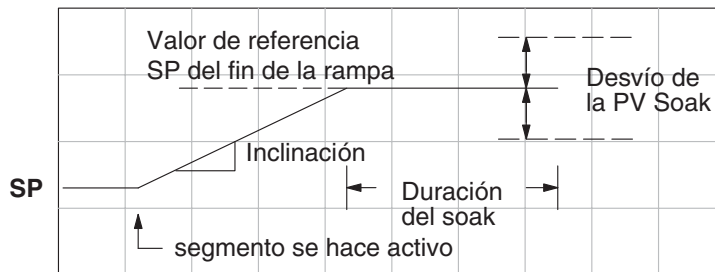 Valor de referencia
SP del fin de la rampa
Desvío de
la PV Soak
Inclinación
SP
Duración
del soak
segmento se hace activo